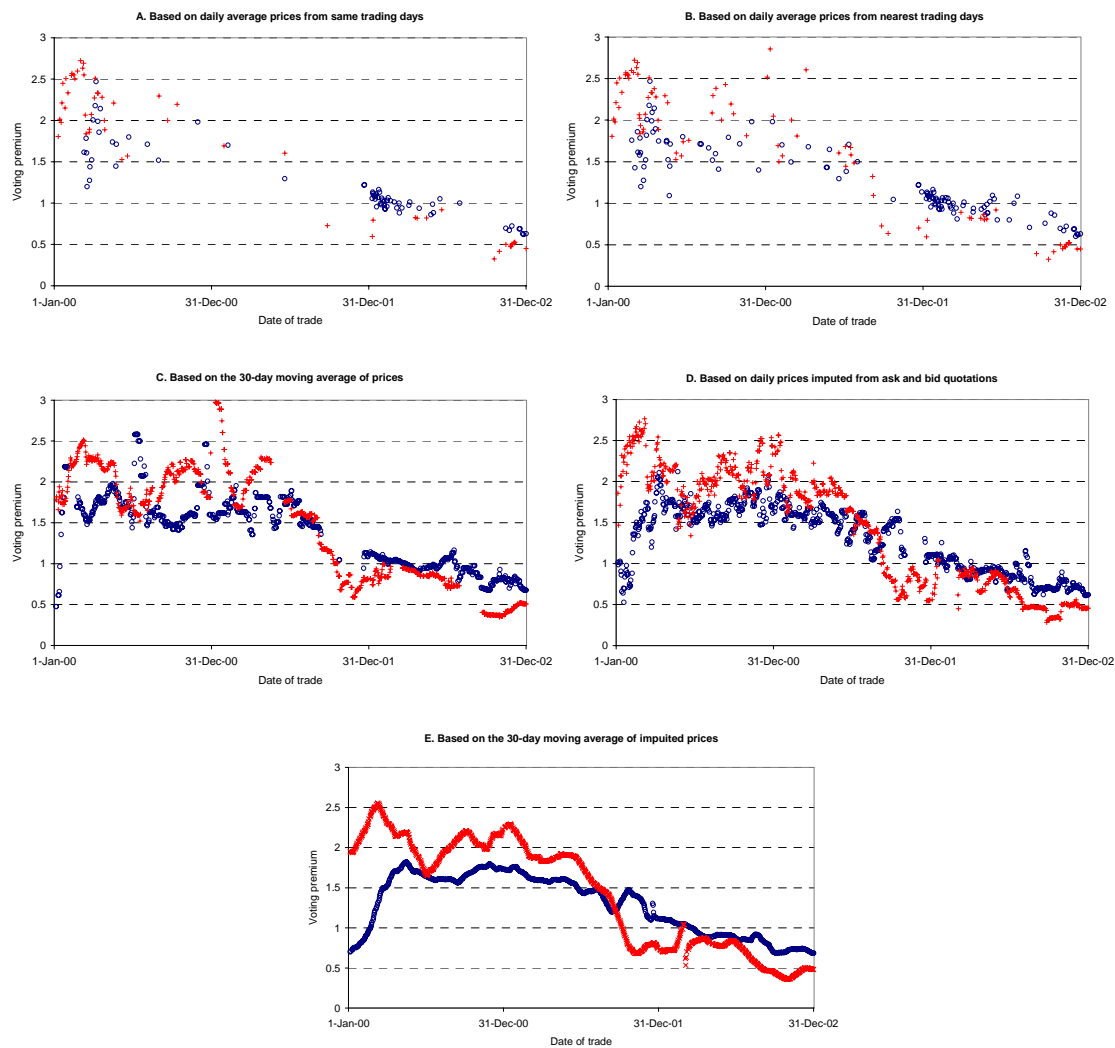 A. Based on daily average prices from same trading days
3
2.5
2
1.5
1
0.5
0
Voting premium
1-Jan-00 31-Dec-00 31-Dec-01 31-Dec-02
Date of trade
B. Based on daily average prices from nearest trading days
3
2.5
2
1.5
1
0.5
0
Voting premium
1-Jan-00 31-Dec-00 31-Dec-01 31-Dec-02
Date of trade
C. Based on the 30-day moving average of prices
3
2.5
2
1.5
1
0.5
0
Voting premium
1-Jan-00 31-Dec-00 31-Dec-01 31-Dec-02
Date of trade
D. Based on daily prices imputed from ask and bid quotations
3
2.5
2
1.5
1
0.5
0
Voting premium
1-Jan-00 31-Dec-00 31-Dec-01 31-Dec-02
Date of trade
E. Based on the 30-day moving average of impuited prices
3
2.5
2
1.5
1
0.5
0
Voting premium
1-Jan-00 31-Dec-00 31-Dec-01 31-Dec-02
Date of trade